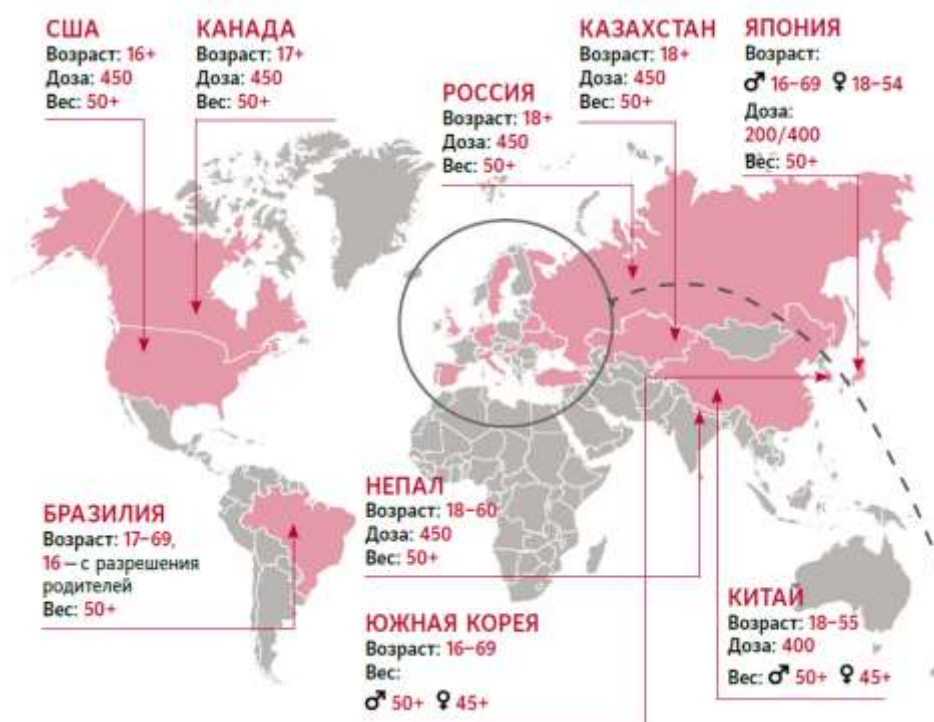 США
Возраст: 16+
Доза: 450
Вес: 50+
КАНАДА
Возраст: 17+
Доза: 450
Вес: 50+
РОССИЯ
Возраст: 18+
Доза: 450
Вес: 50+
КАЗАХСТАН
Возраст: 18+
Доза: 450
Вес: 50+
ЯПОНИЯ
Возраст:
♂ 16–69 ♀ 18–54
Доза:
200/400
Вес: 50+
БРАЗИЛИЯ
Возраст: 17–69,
16 – с разрешения
родителей
Вес: 50+
НЕПАЛ
Возраст: 18–60
Доза: 450
Вес: 50+
ЮЖНАЯ КОРЕЯ
Возраст: 16–69
Вес:
♂ 50+ ♀ 45+
КИТАЙ
Возраст: 18–55
Доза: 400
Вес: ♂ 50+ ♀ 45+